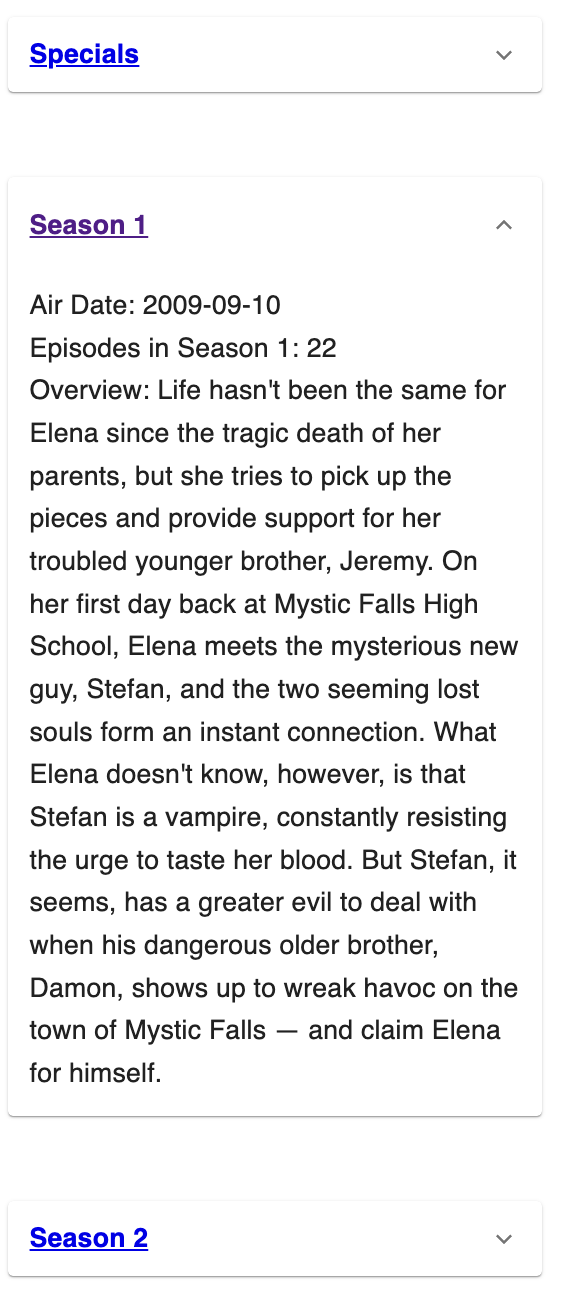 Specials
Season 1
Air Date: 2009-09-10
Episodes in Season 1: 22
Overview: Life hasn't been the same for
Elena since the tragic death of her
parents, but she tries to pick up the
pieces and provide support for her
troubled younger brother, Jeremy. On
her first day back at Mystic Falls High
School, Elena meets the mysterious new
guy, Stefan, and the two seeming lost
souls form an instant connection. What
Elena doesn't know, however, is that
Stefan is a vampire, constantly resisting
the urge to taste her blood. But Stefan, it
seems, has a greater evil to deal with
when his dangerous older brother,
Damon, shows up to wreak havoc on the
town of Mystic Falls — and claim Elena
for himself.
Season 2